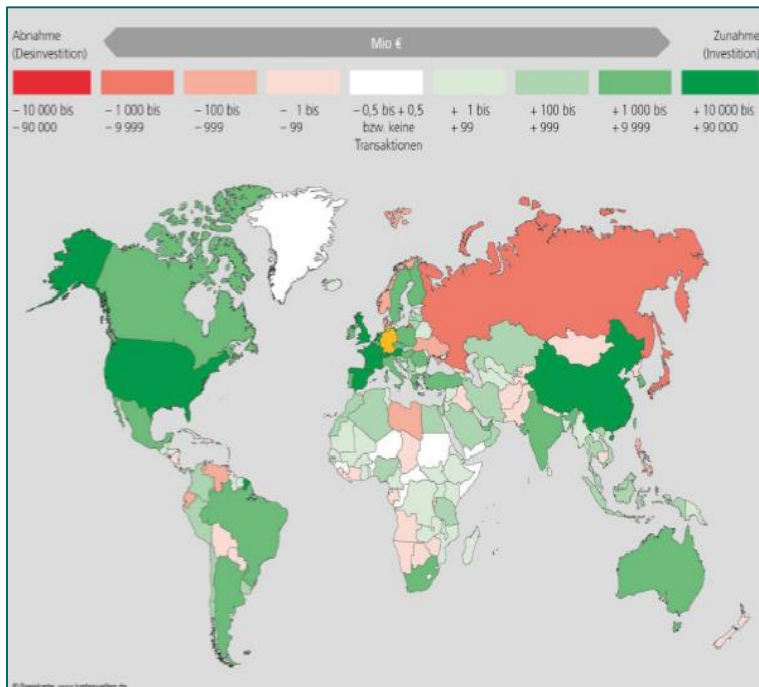 Abnahme
(Desinvestition)
Mio €
Zunahme
(Investition)
– 10 000 bis
– 90 000
– 1 000 bis
– 9 999
– 100 bis
– 999
– 1 bis
– 99
– 0,5 bis + 0,5
bzw. keine
Transaktionen
+ 1 bis
+ 99
+ 100 bis
+ 999
+ 1 000 bis
+ 9 999
+ 10 000 bis
+ 90 000